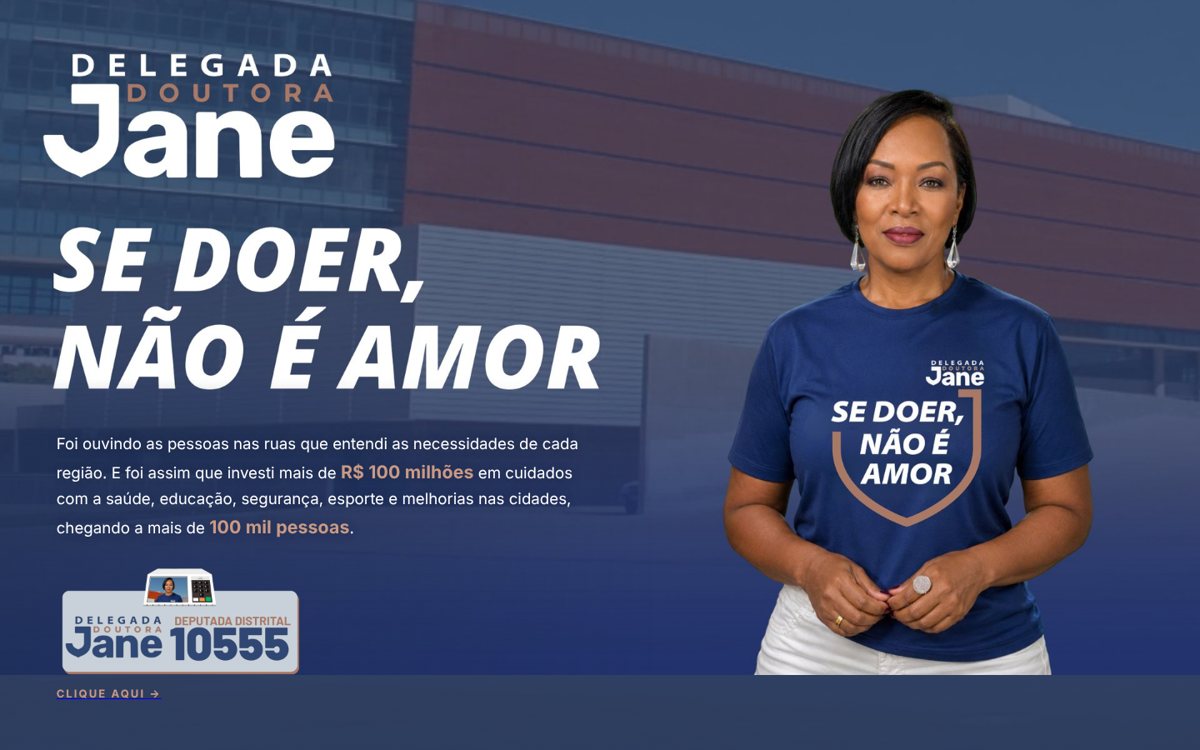 DELEGADA
DOUTORA
Jane
SE DOER,
NÃO É AMOR
Foi ouvindo as pessoas nas ruas que entendi as necessidades de cada
região. E foi assim que investi mais de R$ 100 milhões em cuidados
com a saúde, educação, segurança, esporte e melhorias nas cidades,
chegando a mais de 100 mil pessoas.
DELEGADA
DOUTORA
Jane
DEPUTADA DISTRITAL
10555
CLIQUE AQUI →
DELEGADA
DOUTORA
Jane
SE DOER,
NÃO É
AMOR